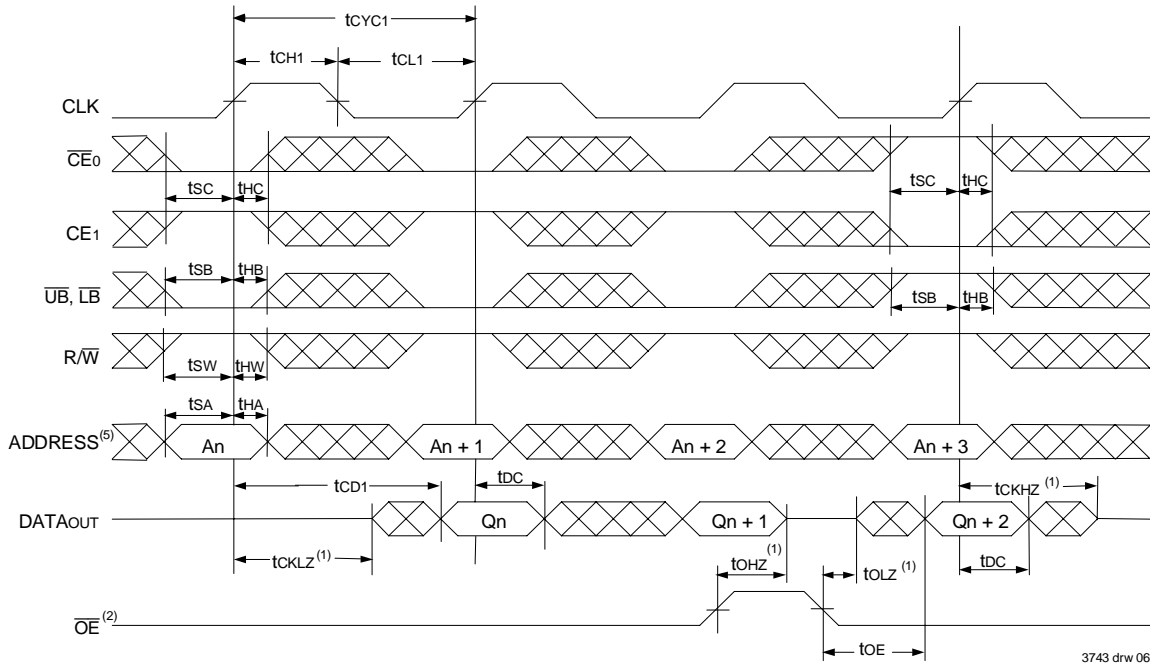 tCYC1
tCH1 tCL1
CLK
CE0
tSC tHC tSC tHC
CE1
tSB tHB tSB tHB
UB, LB
R/W
tSW tHW
tSA tHA
ADDRESS(5) An An + 1 An + 2 An + 3
tCD1 tDC tCKHZ (1)
DATAOUT Qn Qn + 1 Qn + 2
tCKLZ(1) tOHZ(1) tOLZ (1) tDC
OE (2)
tOE
3743 drw 06